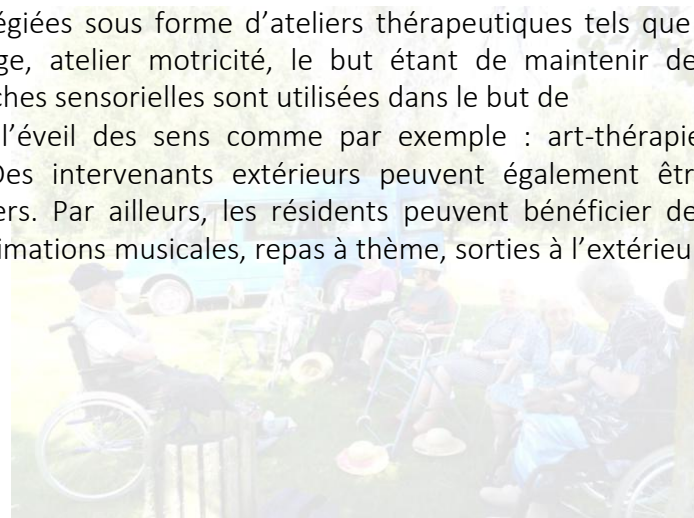 égiées sous forme d’ateliers thérapeutiques tels que
ge, atelier motricité, le but étant de maintenir de
ches sensorielles sont utilisées dans le but de
l’éveil des sens comme par exemple : art-thérapie
Des intervenants extérieurs peuvent également êtr
ers. Par ailleurs, les résidents peuvent bénéficier de
imations musicales, repas à thème, sorties à l’extérieu